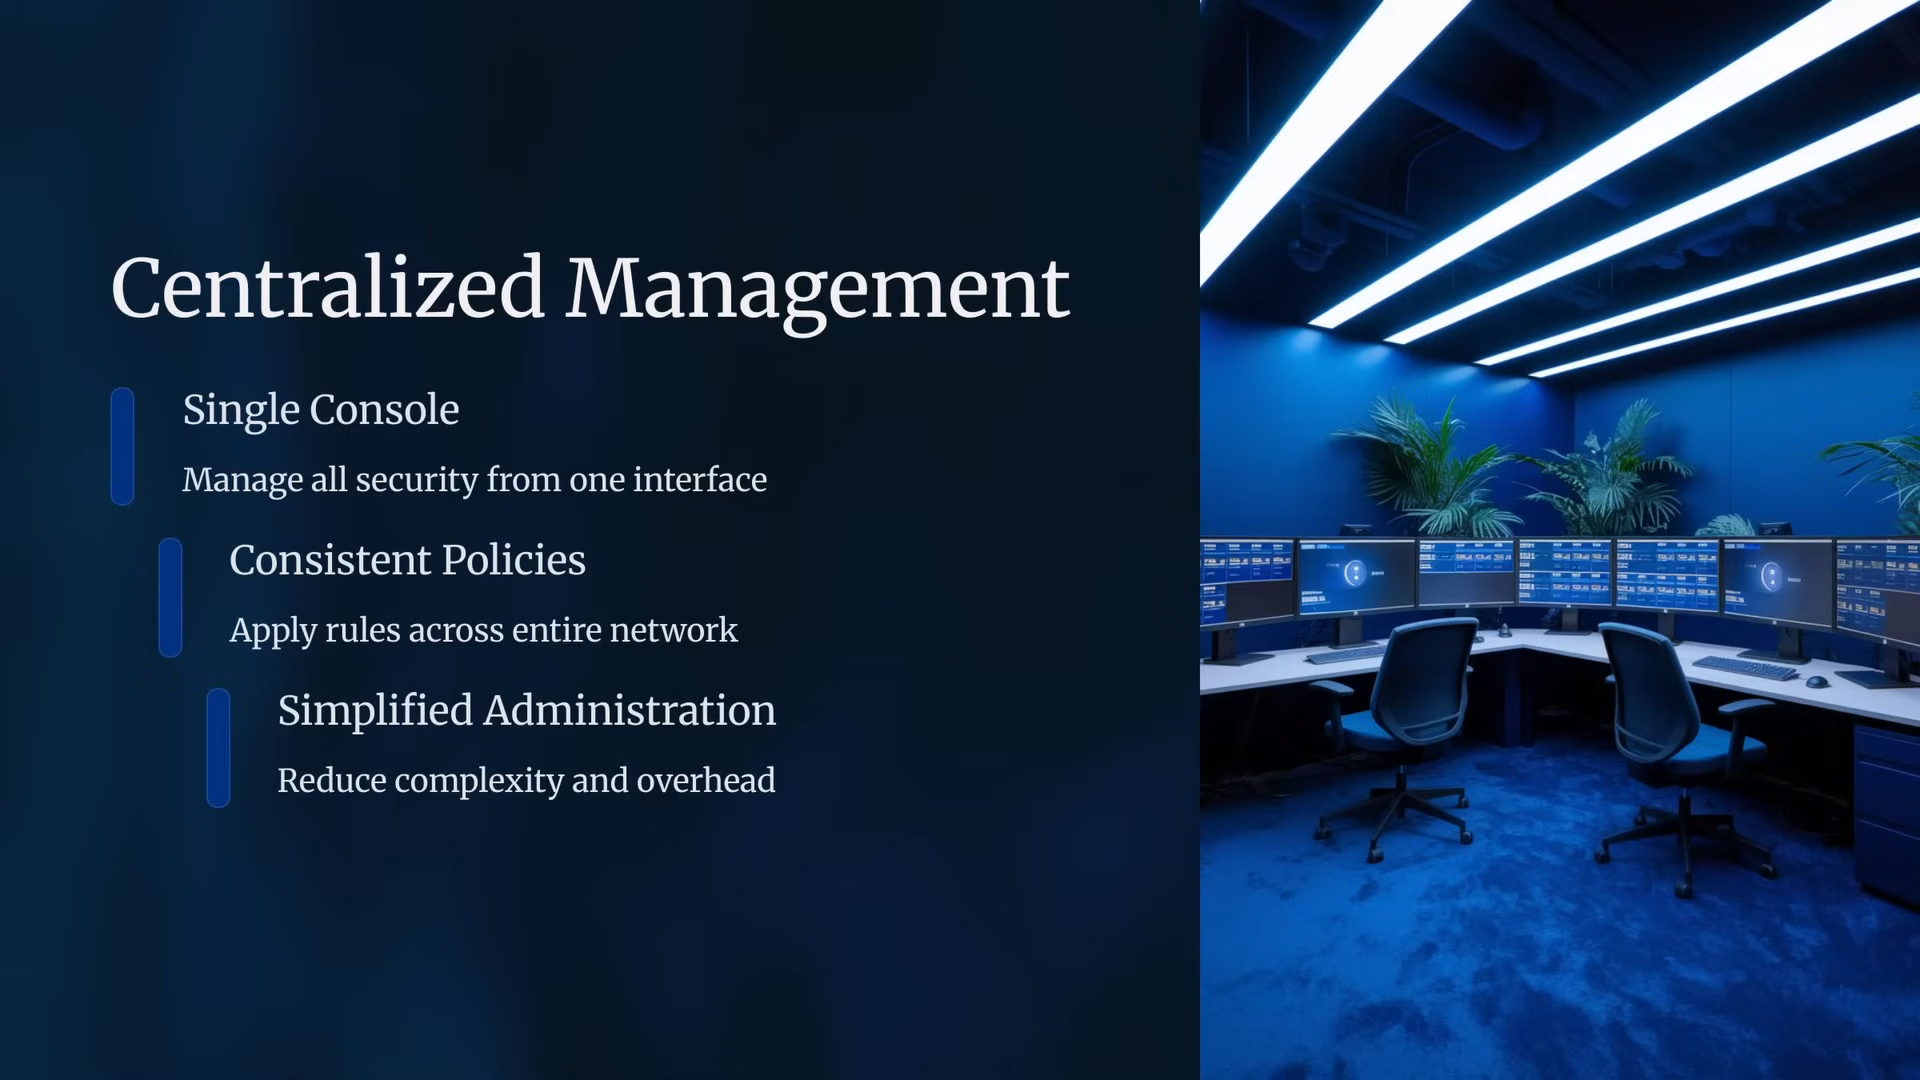 Centralized Management
Single Console
Manage all security from one interface
Consistent Policies
Apply rules across entire network
Simplified Administration
Reduce complexity and overhead